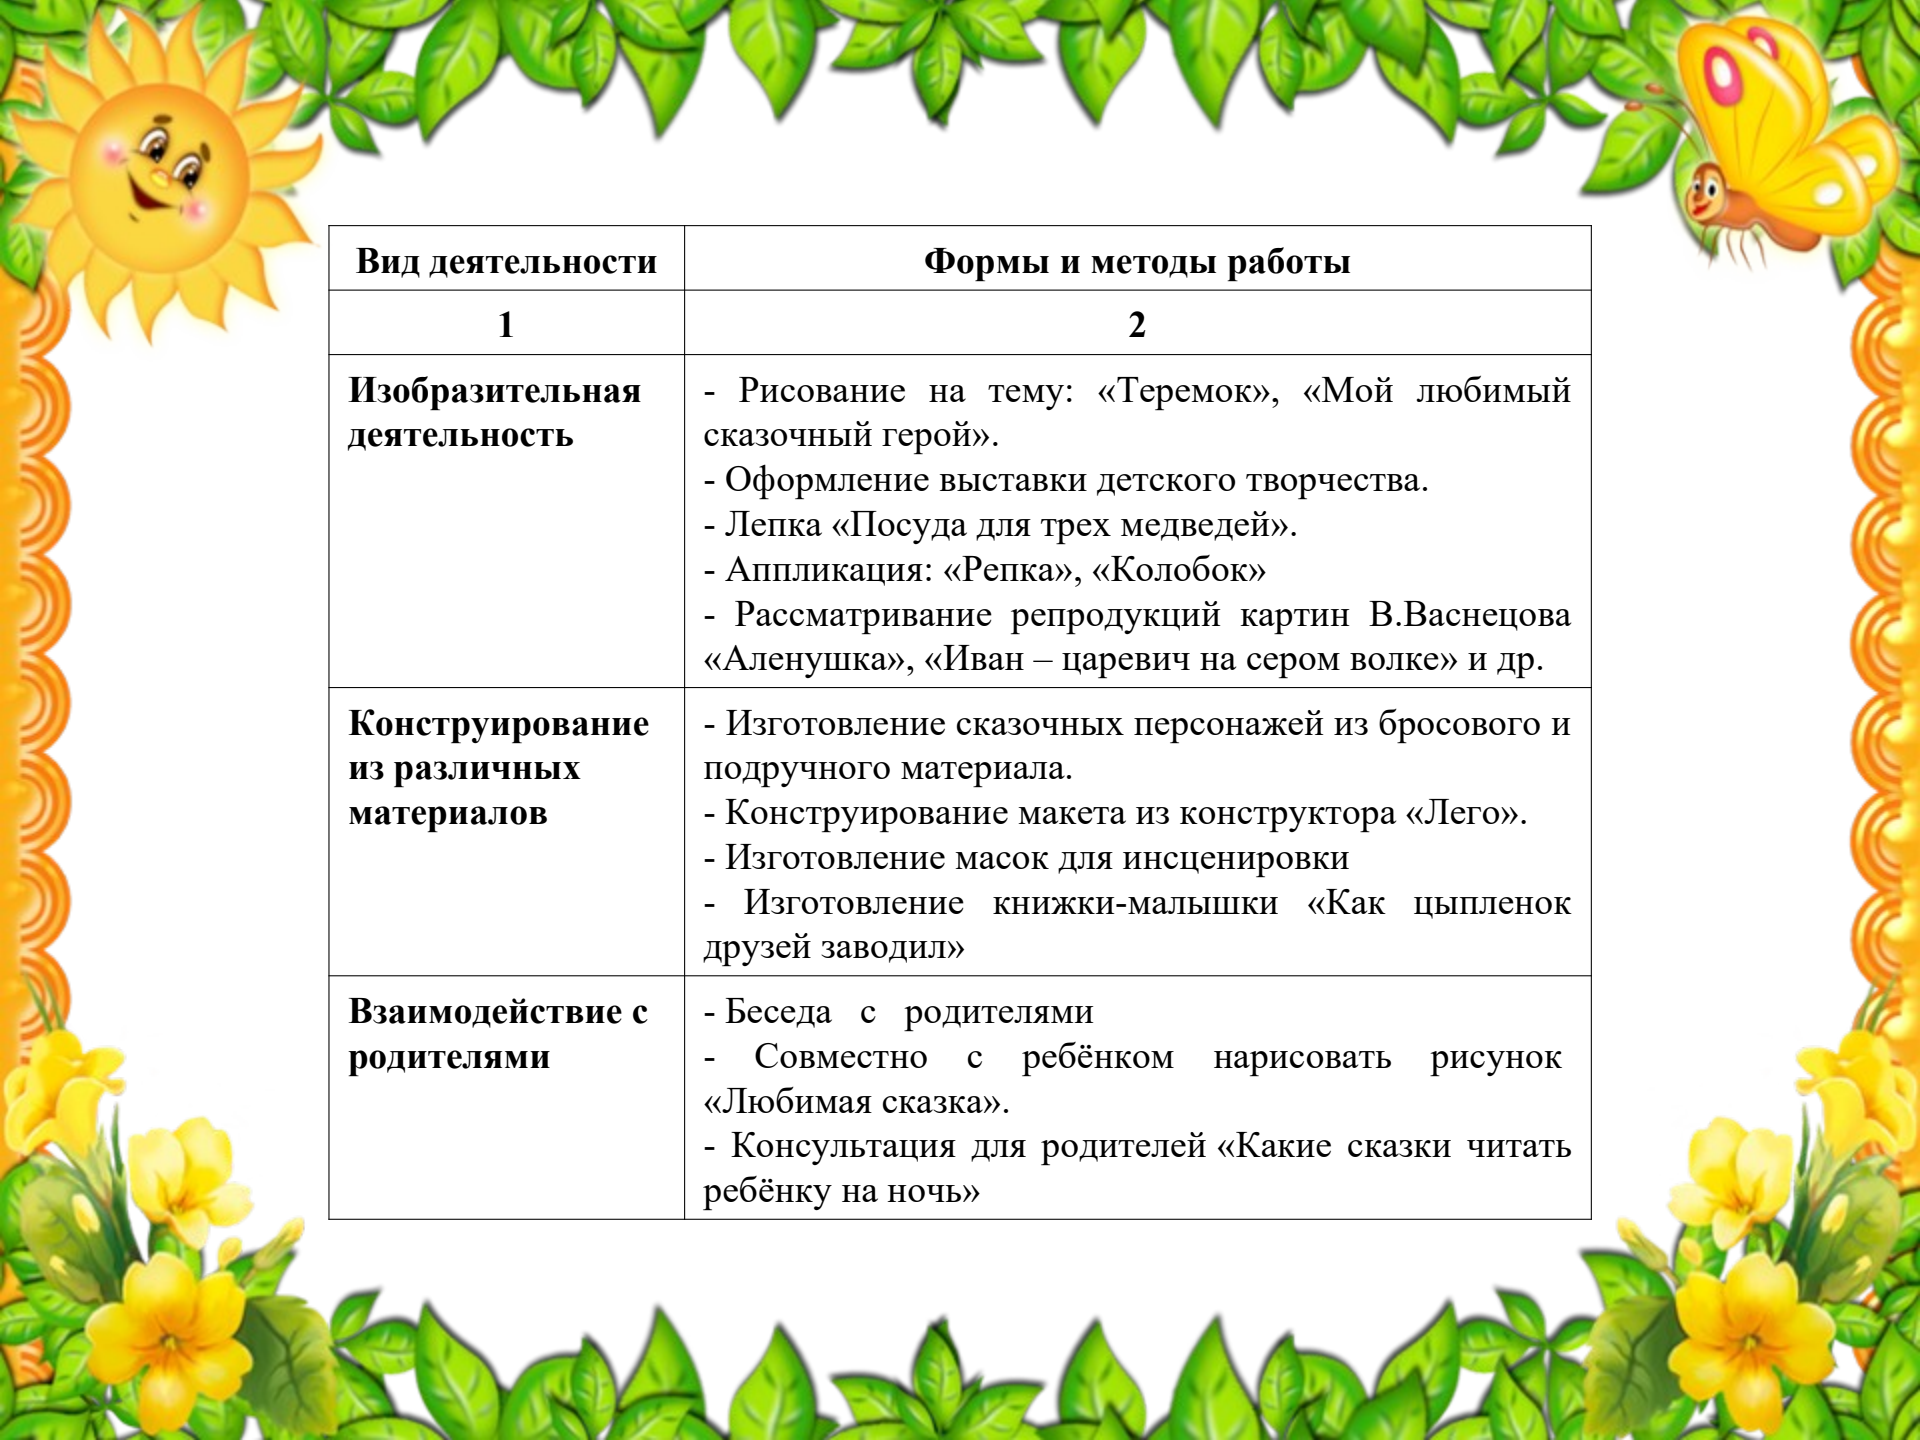 Вид деятельности
Формы и методы работы
1
2
Изобразительная
деятельность
- Рисование на тему: «Теремок», «Мой любимый
сказочный герой».
- Оформление выставки детского творчества.
- Лепка «Посуда для трех медведей».
- Аппликация: «Репка», «Колобок»
- Рассматривание репродукций картин В.Васнецова
«Аленушка», «Иван – царевич на сером волке» и др.
Конструирование
из различных
материалов
- Изготовление сказочных персонажей из бросового и
подручного материала.
- Конструирование макета из конструктора «Лего».
- Изготовление масок для инсценировки
- Изготовление книжки-малышки «Как цыпленок
друзей заводил»
Взаимодействие с
родителями
- Беседа с родителями
- Совместно с ребёнком нарисовать рисунок
«Любимая сказка».
- Консультация для родителей «Какие сказки читать
ребёнку на ночь»